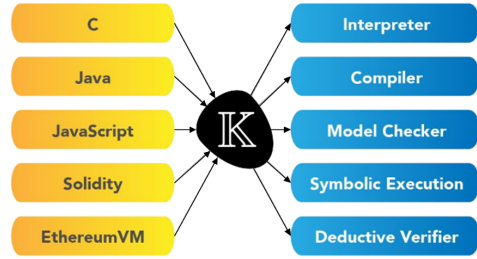 C
Java
JavaScript
Solidity
EthereumVM
𝕂
Interpreter
Compiler
Model Checker
Symbolic Execution
Deductive Verifier